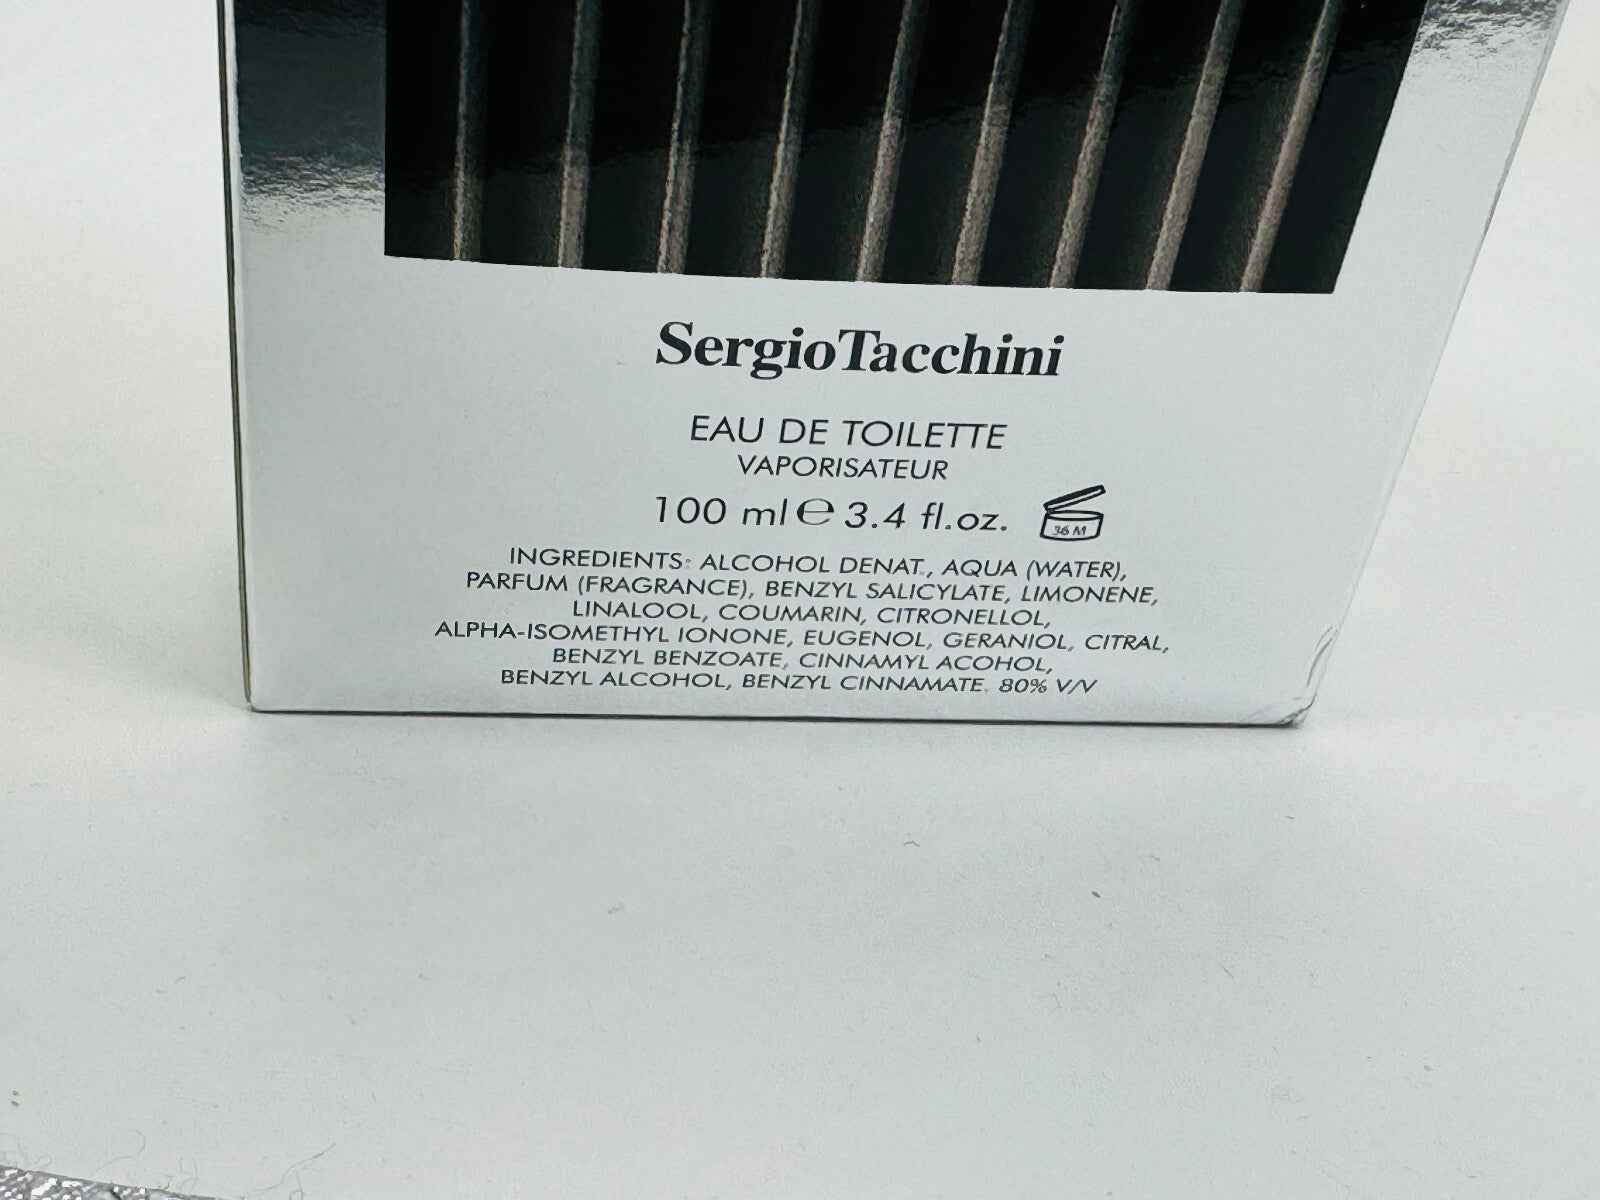 SergioTacchini
EAU DE TOILETTE
VAPORISATEUR
100 ml ℮ 3.4 fl.oz.
36 M
INGREDIENTS: ALCOHOL DENAT., AQUA (WATER),
PARFUM (FRAGRANCE), BENZYL SALICYLATE, LIMONENE,
LINALOOL, COUMARIN, CITRONELLOL,
ALPHA-ISOMETHYL IONONE, EUGENOL, GERANIOL, CITRAL,
BENZYL BENZOATE, CINNAMYL ACOHOL,
BENZYL ALCOHOL, BENZYL CINNAMATE. 80% V/V